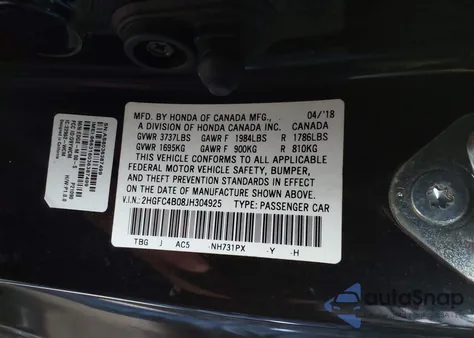 MFD. BY HONDA OF CANADA MFG., 04/'18
A DIVISION OF HONDA CANADA INC. CANADA
GVWR 3737LBS GAWR F 1984LBS R 1786LBS
GVWR 1695KG GAWR F. 900KG R 810KG
THIS VEHICLE CONFORMS TO ALL APPLICABLE
FEDERAL MOTOR VEHICLE SAFETY, BUMPER,
AND THEFT PREVENTION STANDARDS IN EFFECT ON
THE DATE OF MANUFACTURE SHOWN ABOVE.
V.I.N.: 2HGFC4B08JH304925 TYPE: PASSENGER CAR
TBG J AC5 NH731PX Y H
autoSnap